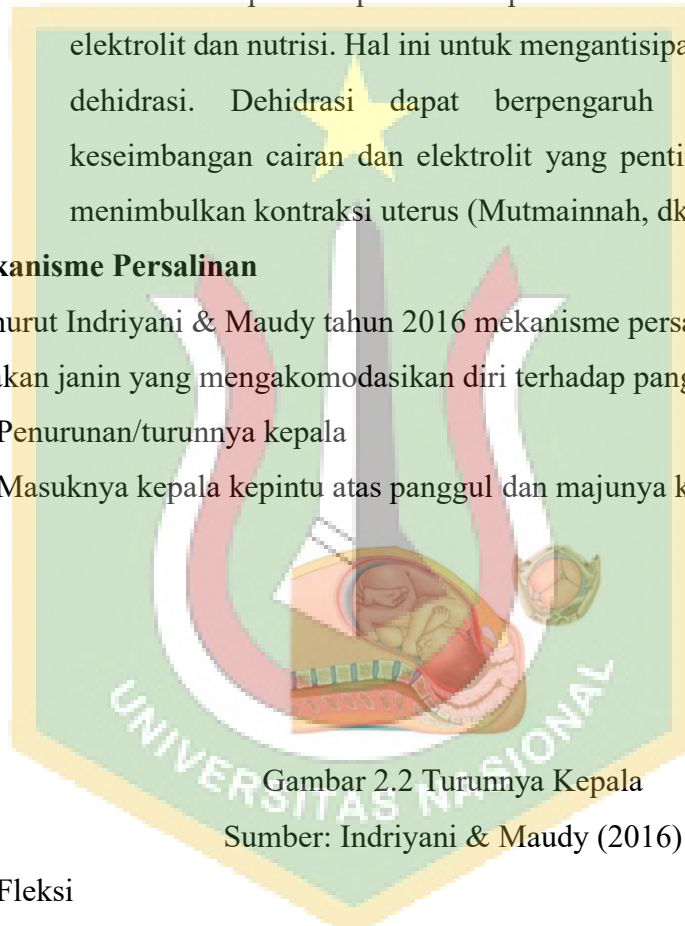 elektrolit dan nutrisi. Hal ini untuk mengantisipa
dehidrasi. Dehidrasi dapat berpengaruh
keseimbangan cairan dan elektrolit yang penti
menimbulkan kontraksi uterus (Mutmainnah, dk
kanisme Persalinan
nurut Indriyani & Maudy tahun 2016 mekanisme persa
akan janin yang mengakomodasikan diri terhadap pang
Penurunan/turunnya kepala
Masuknya kepala kepintu atas panggul dan majunya k
UNIVERSITAS NASIONAL
Gambar 2.2 Turunnya Kepala
Sumber: Indriyani & Maudy (2016)
Fleksi